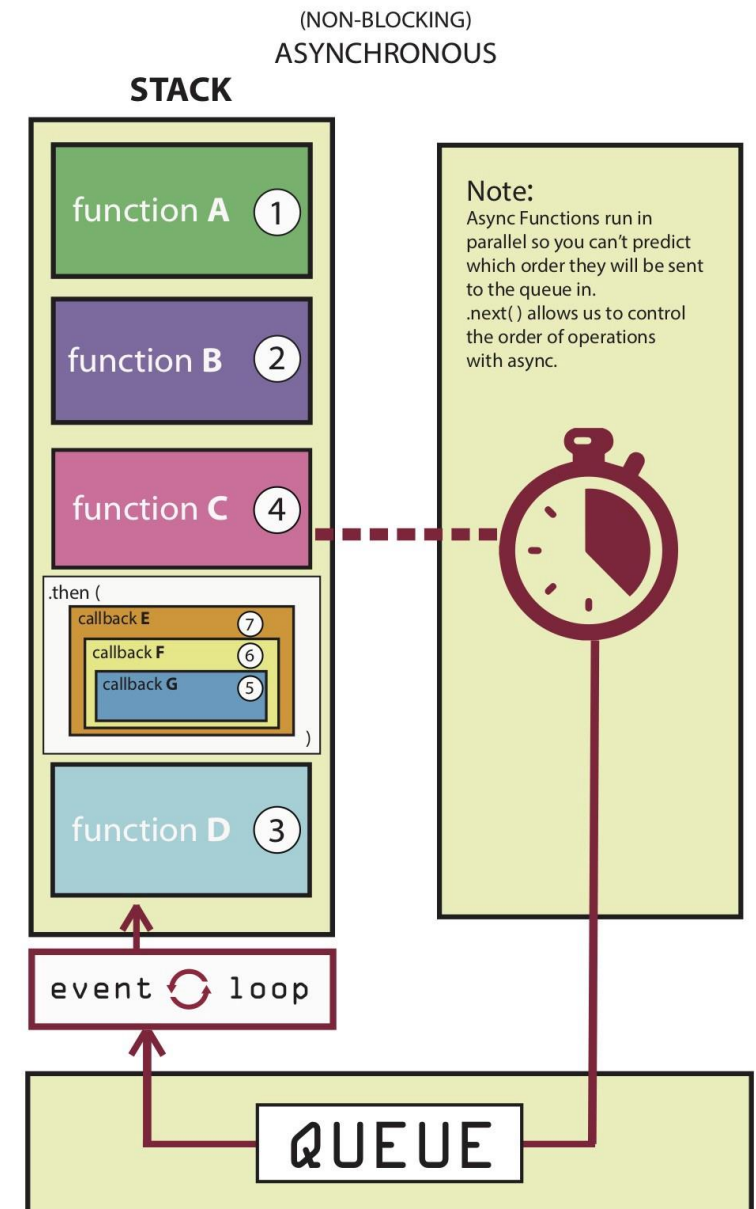 (NON-BLOCKING)
ASYNCHRONOUS
STACK
function A 1
function B 2
function C 4
.then (
callback E 7
callback F 6
callback G 5
)
function D 3
event loop
Note:
Async Functions run in
parallel so you can’t predict
which order they will be sent
to the queue in.
.next( ) allows us to control
the order of operations
with async.
QUEUE